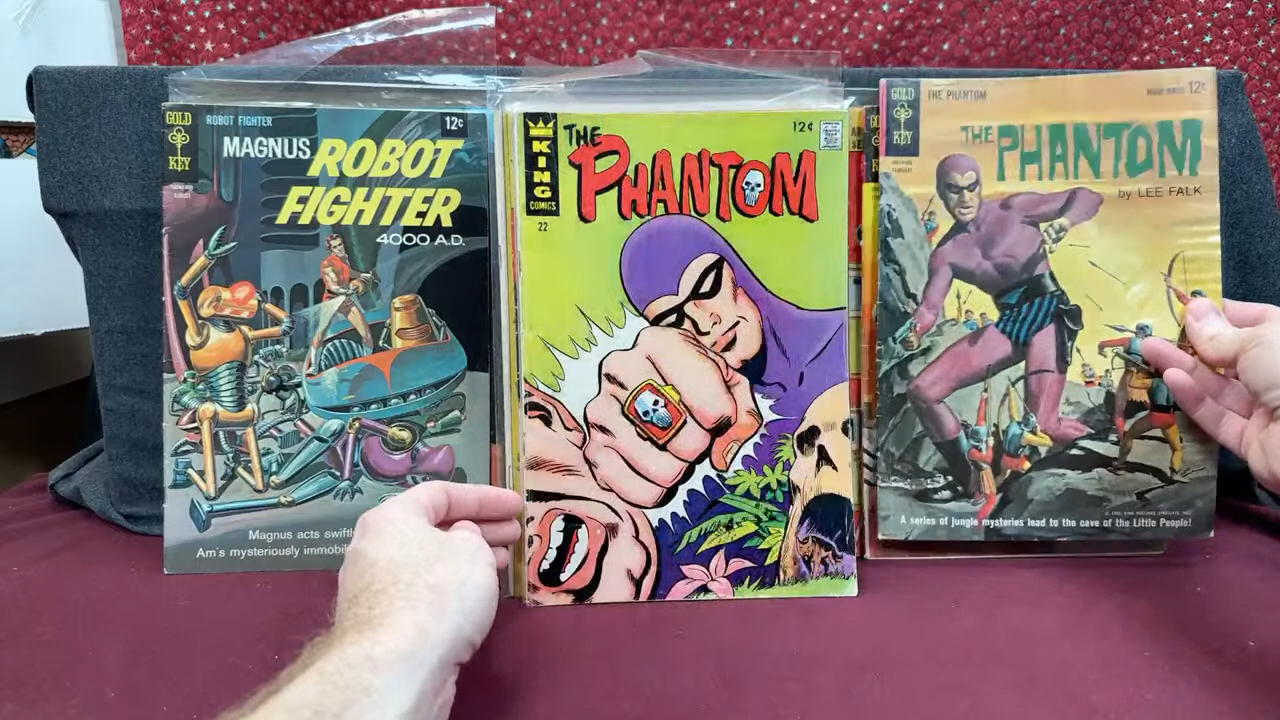 GOLD
KEY
ROBOT FIGHTER
12¢
MAGNUS ROBOT
FIGHTER
4000 A.D.
Magnus acts swiftl
Am's mysteriously immobil
KING
COMICS
22
THE
PHANTOM
12¢
GOLD
KEY
THE PHANTOM
12¢
THE PHANTOM
by LEE FALK
A series of jungle mysteries lead to the cave of the Little People!